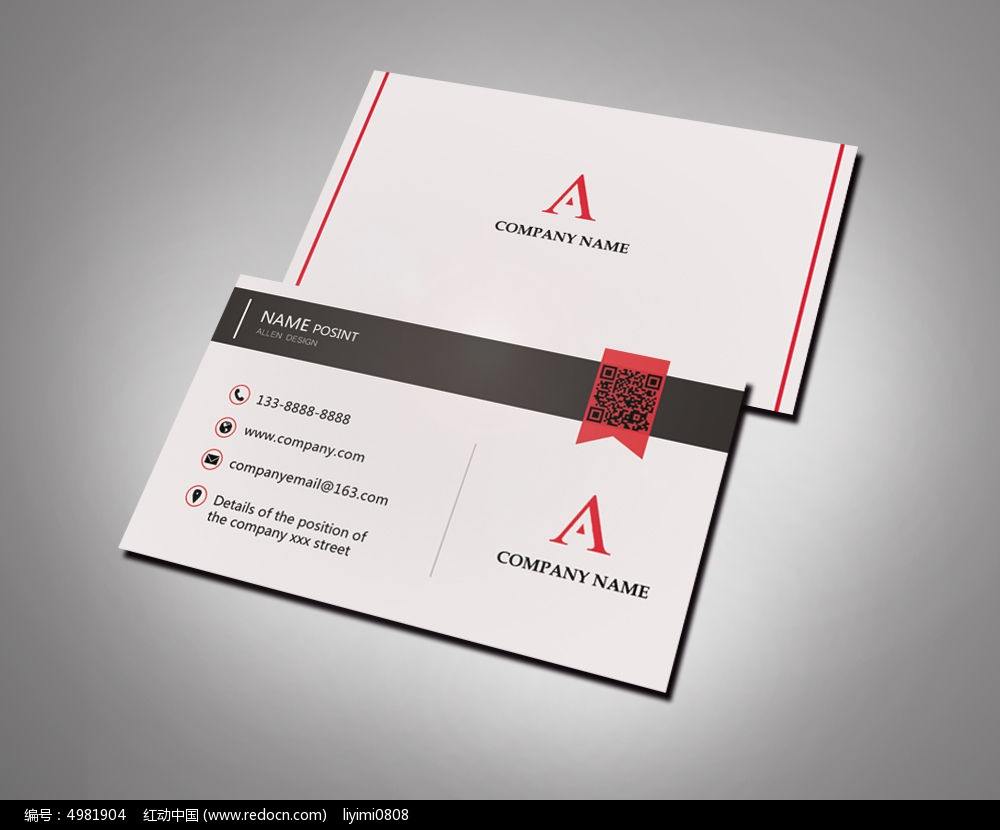 A
COMPANY NAME
NAME POSINT
ALLEN DESIGN
133-8888-8888
www.company.com
companyemail@163.com
Details of the position of
the company xxx street
A
COMPANY NAME
编号：4981904 红动中国 (www.redocn.com) liyimi0808